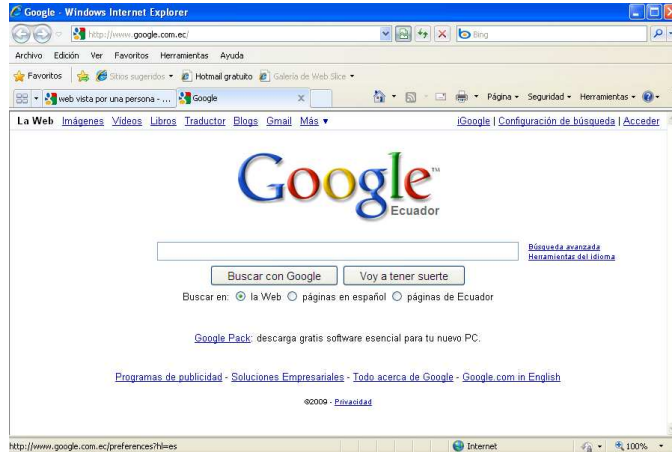 Google - Windows Internet Explorer
http://www.google.com.ec/
Bing
Archivo Edición Ver Favoritos Herramientas Ayuda
Favoritos Sitios sugeridos Hotmail gratuito Galería de Web Slice
web vista por una persona - ... Google Página Seguridad Herramientas
La Web Imágenes Vídeos Libros Traductor Blogs Gmail Más ▼ iGoogle | Configuración de búsqueda | Acceder
Google™
Ecuador
Búsqueda avanzada
Herramientas del idioma
Buscar con Google Voy a tener suerte
Buscar en: la Web páginas en español páginas de Ecuador
Google Pack: descarga gratis software esencial para tu nuevo PC.
Programas de publicidad - Soluciones Empresariales - Todo acerca de Google - Google.com in English
©2009 - Privacidad
http://www.google.com.ec/preferences?hl=es Internet 100%